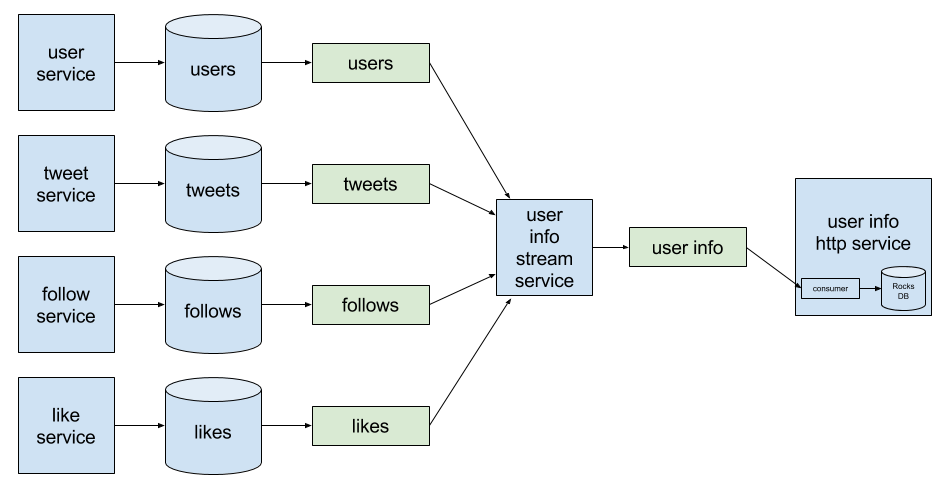 user
service
users
users
tweet
service
tweets
tweets
follow
service
follows
follows
like
service
likes
likes
user
info
stream
service
user info
user info
http service
consumer
Rocks
DB